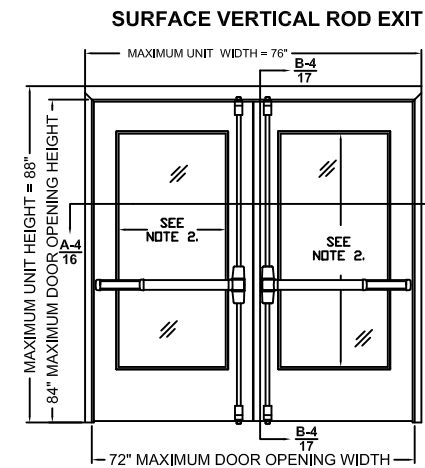 SURFACE VERTICAL ROD EXIT
MAXIMUM UNIT WIDTH = 76"
B-4
17
MAXIMUM UNIT HEIGHT = 88"
84" MAXIMUM DOOR OPENING HEIGHT
A-4
16
SEE
NOTE 2.
SEE
NOTE 2.
B-4
17
72" MAXIMUM DOOR OPENING WIDTH